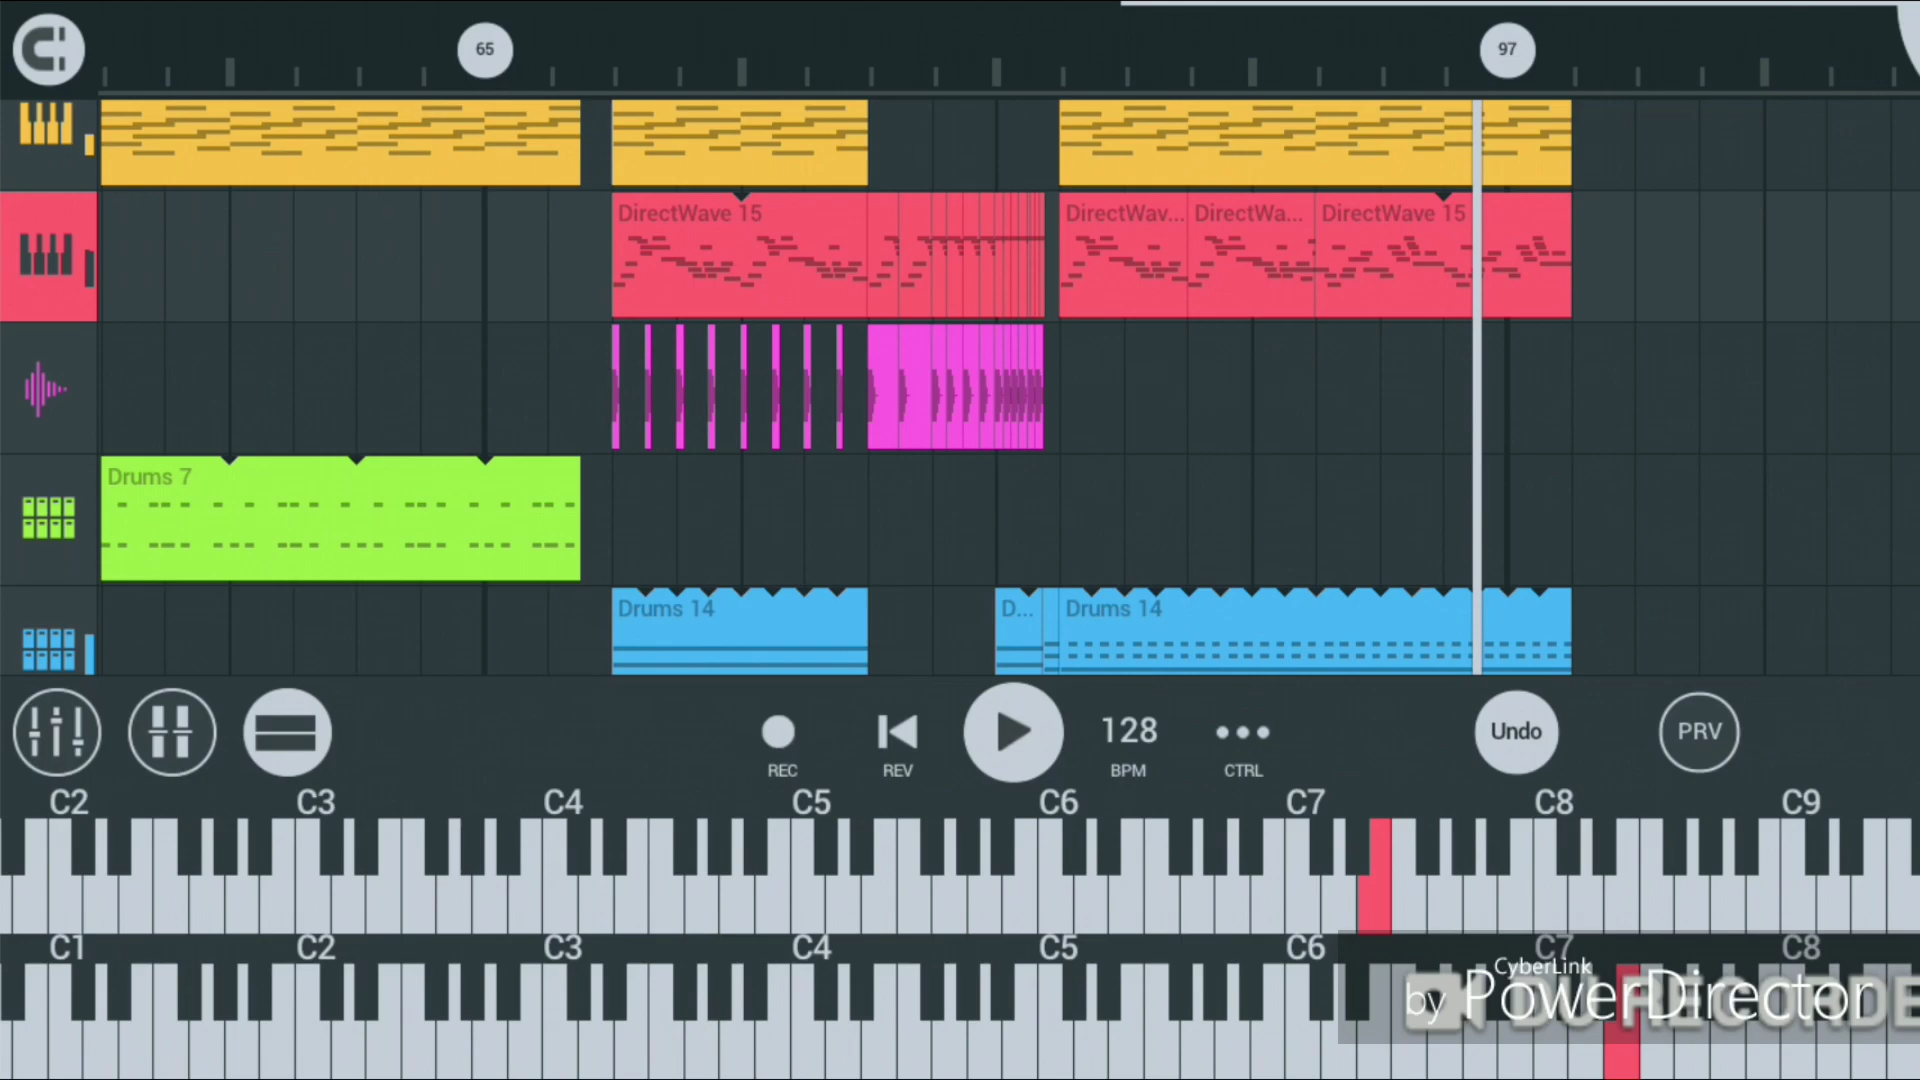 65
97
DirectWave 15
DirectWav...
DirectWa...
DirectWave 15
Drums 7
Drums 14
D...
Drums 14
128
Undo
PRV
REC
REV
BPM
CTRL
C2 C3 C4 C5 C6 C7 C8 C9
C1 C2 C3 C4 C5 C6 C7 C8
CyberLink
by PowerDirector